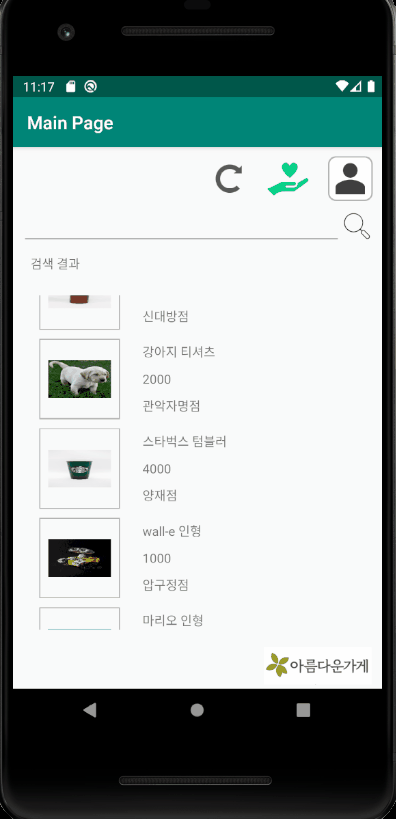 11:17
Main Page
검색 결과
신대방점
강아지 티셔츠
2000
관악자명점
스타벅스 텀블러
4000
양재점
wall-e 인형
1000
압구정점
마리오 인형
아름다운가게